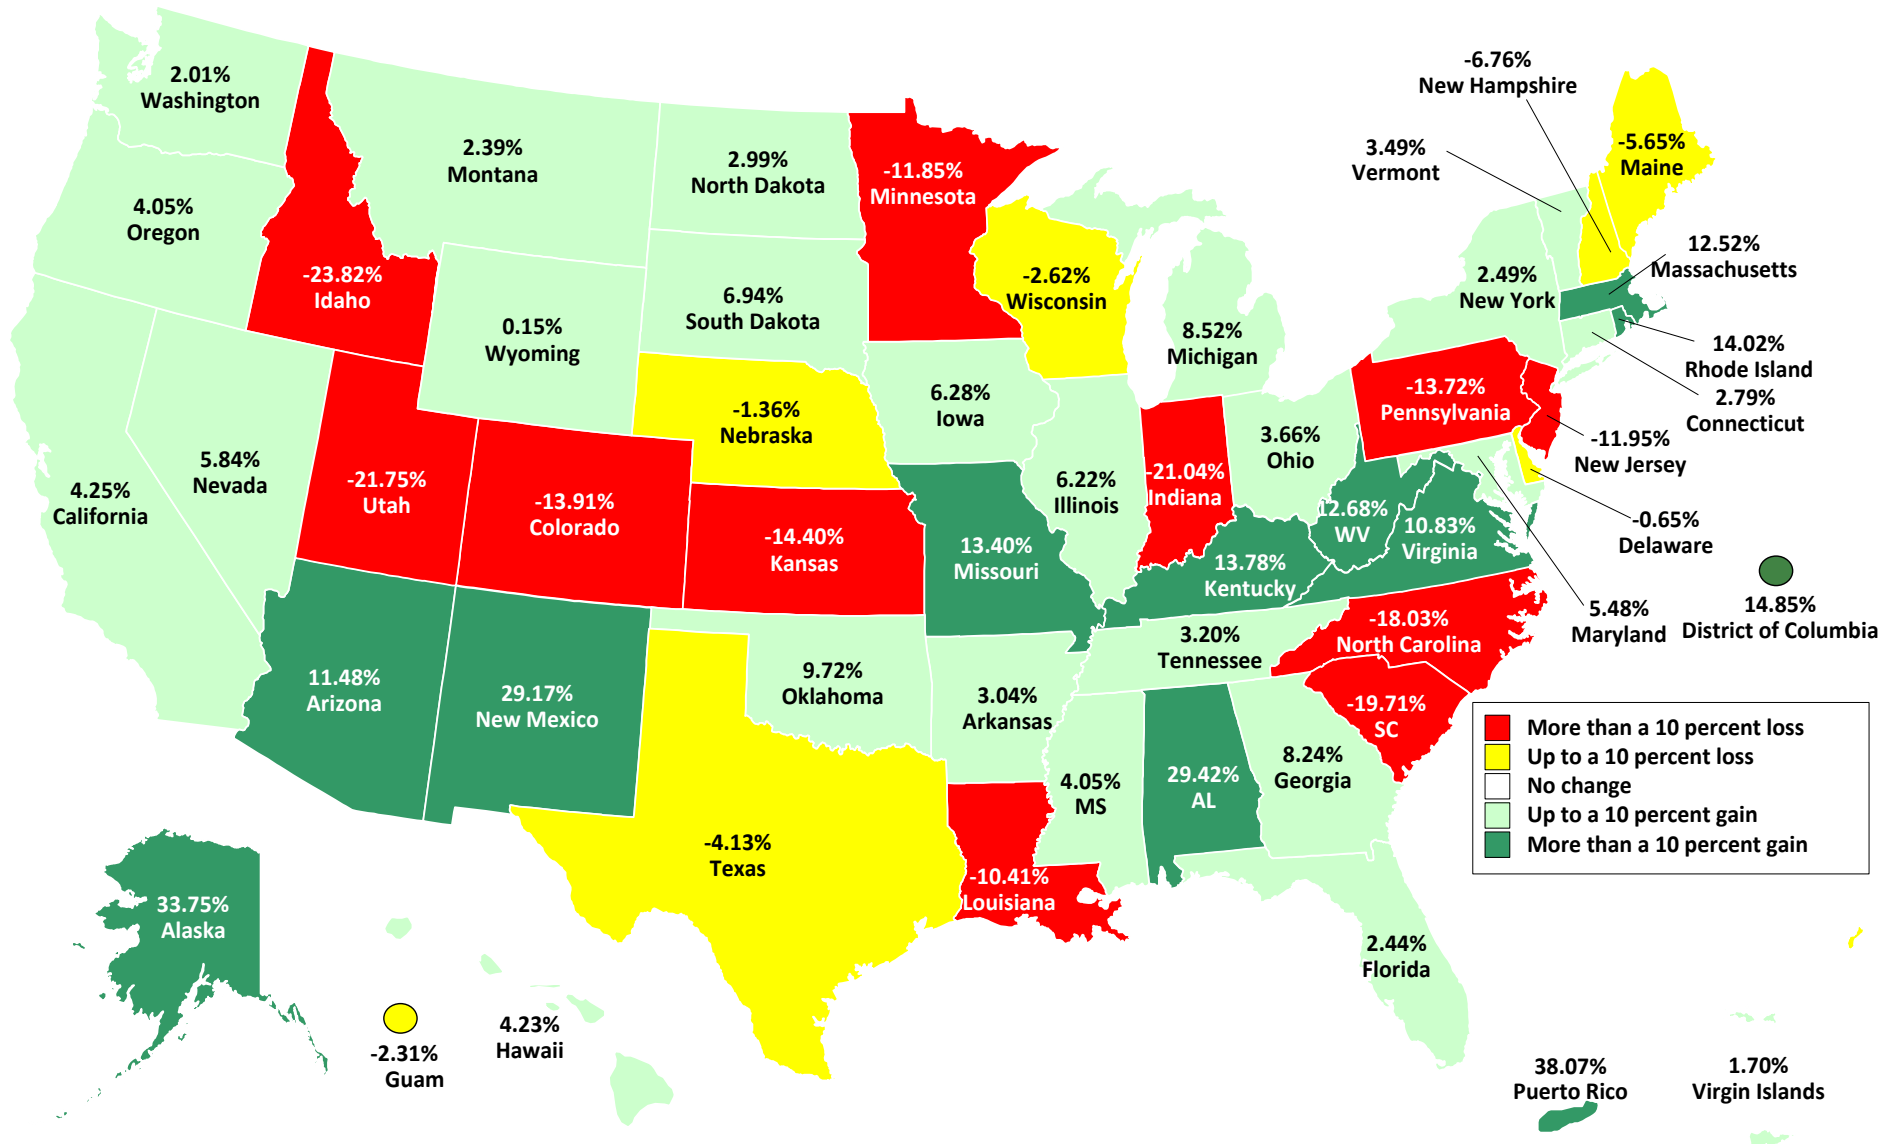 2.01%
Washington
4.05%
Oregon
4.25%
California
5.84%
Nevada
-23.82%
Idaho
2.39%
Montana
0.15%
Wyoming
-21.75%
Utah
-13.91%
Colorado
11.48%
Arizona
29.17%
New Mexico
2.99%
North Dakota
6.94%
South Dakota
-1.36%
Nebraska
-14.40%
Kansas
9.72%
Oklahoma
-4.13%
Texas
-11.85%
Minnesota
6.28%
Iowa
13.40%
Missouri
3.04%
Arkansas
-10.41%
Louisiana
-2.62%
Wisconsin
6.22%
Illinois
8.52%
Michigan
-21.04%
Indiana
3.66%
Ohio
13.78%
Kentucky
3.20%
Tennessee
4.05%
MS
29.42%
AL
8.24%
Georgia
2.44%
Florida
-19.71%
SC
-18.03%
North Carolina
10.83%
Virginia
12.68%
WV
-13.72%
Pennsylvania
2.49%
New York
3.49%
Vermont
-6.76%
New Hampshire
-5.65%
Maine
12.52%
Massachusetts
14.02%
Rhode Island
2.79%
Connecticut
-11.95%
New Jersey
-0.65%
Delaware
5.48%
Maryland
14.85%
District of Columbia
More than a 10 percent loss
Up to a 10 percent loss
No change
Up to a 10 percent gain
More than a 10 percent gain
33.75%
Alaska
-2.31%
Guam
4.23%
Hawaii
38.07%
Puerto Rico
1.70%
Virgin Islands